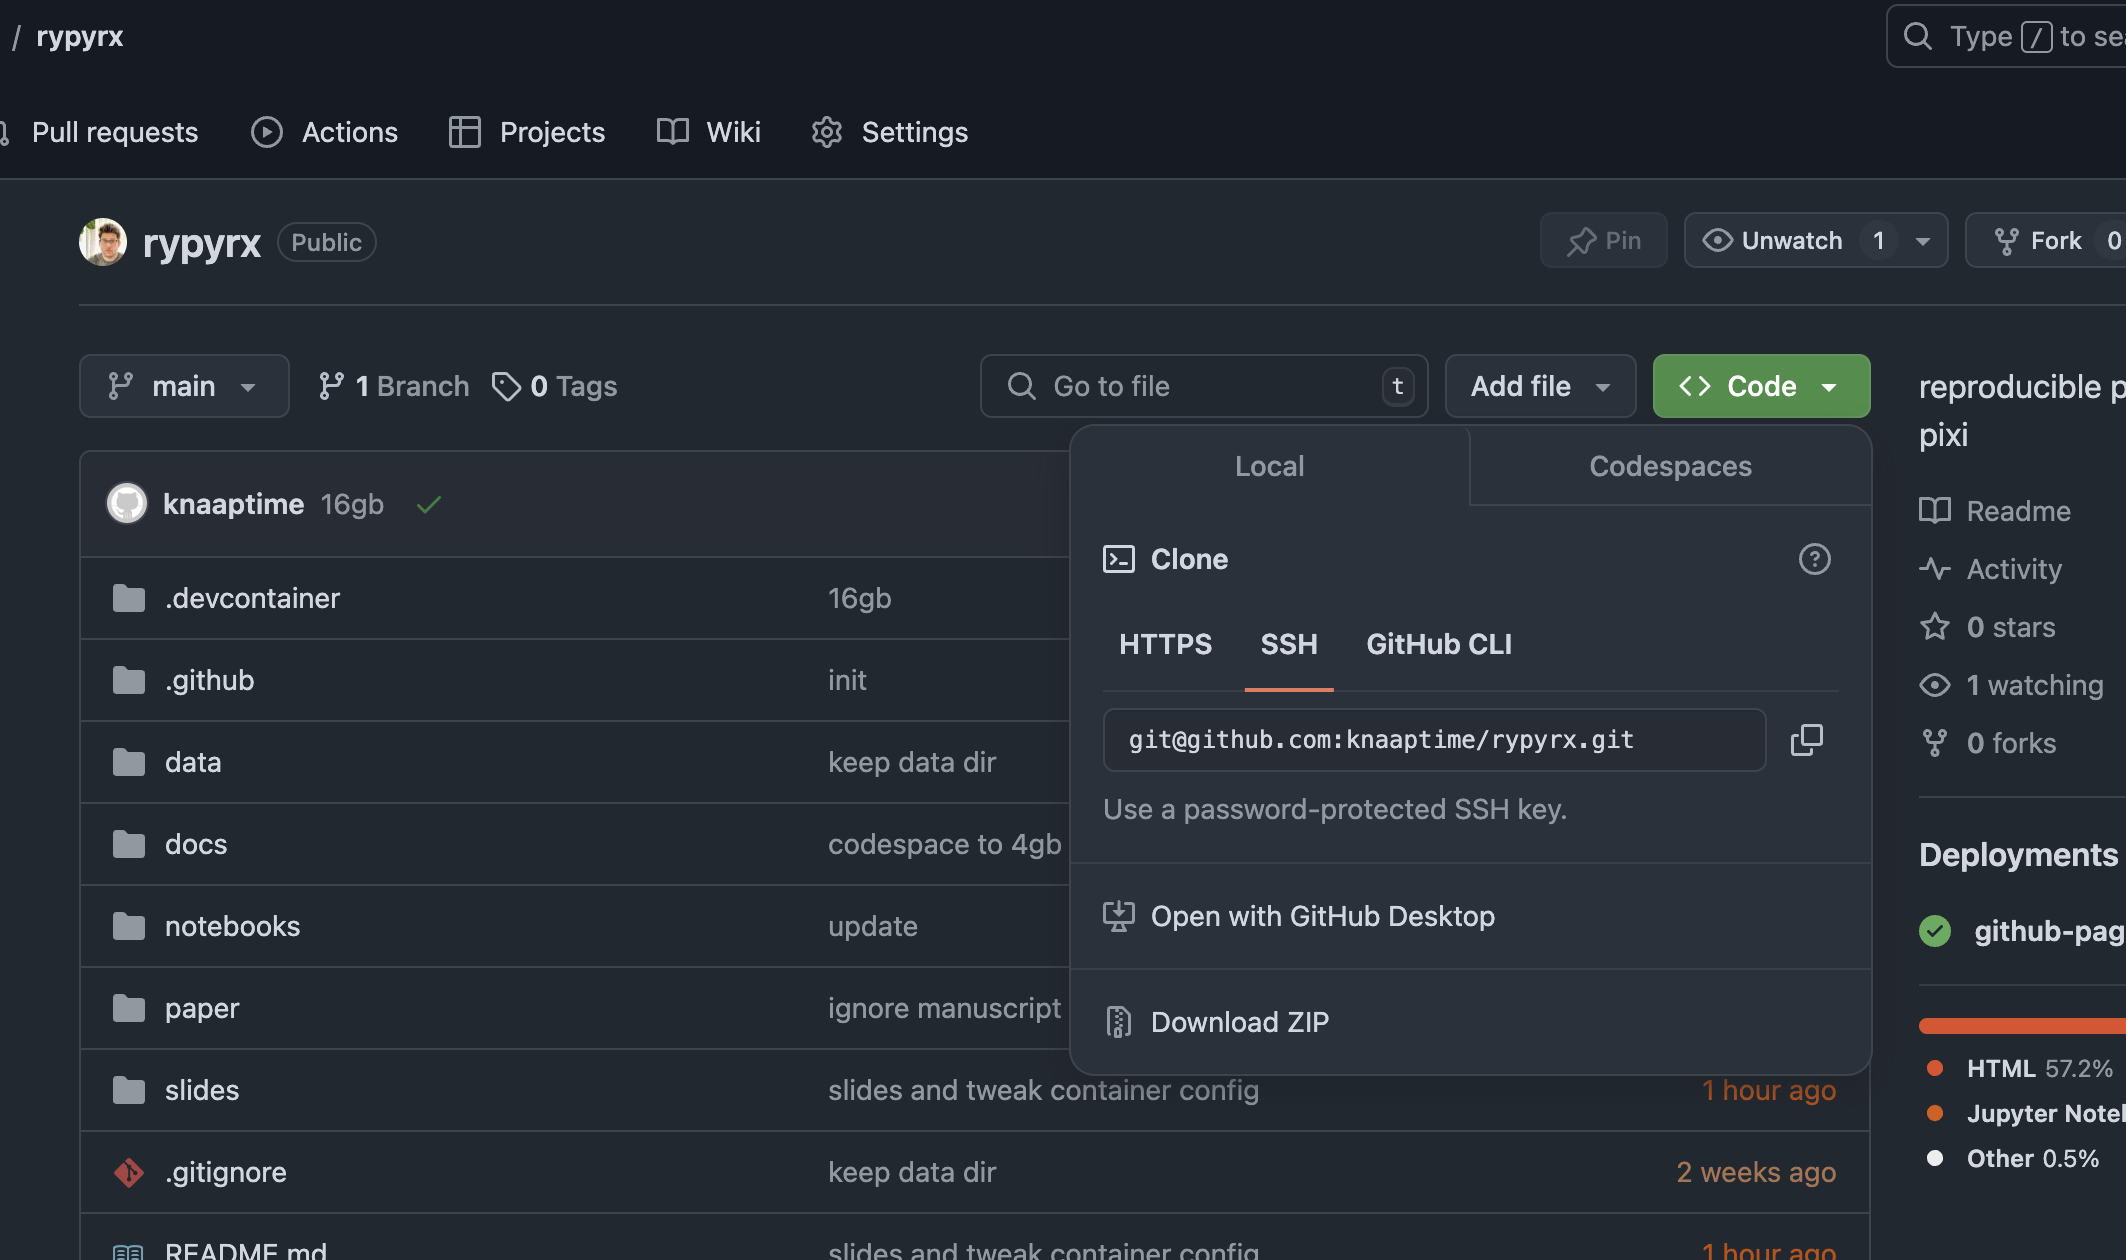 / rypyrx
Type / to
Pull requests Actions Projects Wiki Settings
rypyrx Public
Pin Unwatch 1 Fork 0
main 1 Branch 0 Tags
Go to file t Add file Code
reproducible
pixi
Local Codespaces
knaaptime 16gb
Clone
HTTPS SSH GitHub CLI
git@github.com:knaaptime/rypyrx.git
Use a password-protected SSH key.
Open with GitHub Desktop
Download ZIP
.devcontainer 16gb
.github init
data keep data dir
docs codespace to 4gb
notebooks update
paper ignore manuscript
slides slides and tweak container config 1 hour ago
.gitignore keep data dir 2 weeks ago
README.md slides and tweak container config 1 hour ago
Readme
Activity
0 stars
1 watching
0 forks
Deployments
github-pag
HTML 57.2%
Jupyter
Other 0.5%